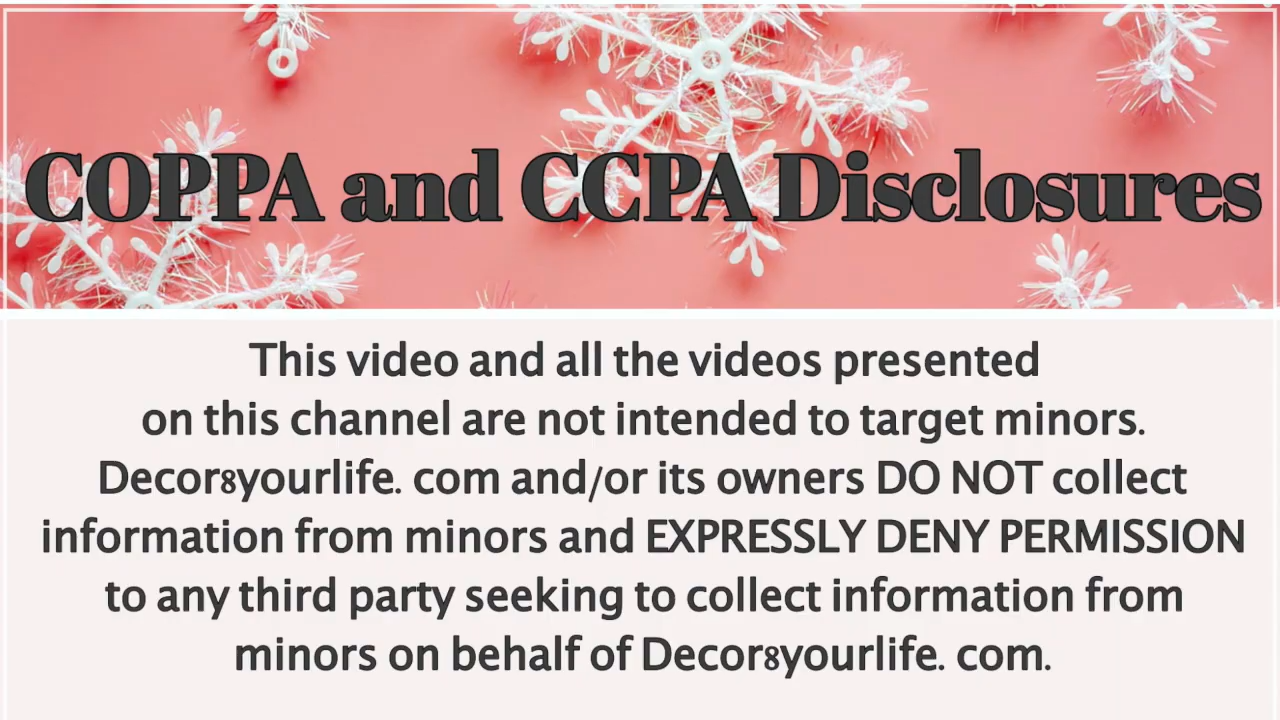 COPPA and CCPA Disclosures
This video and all the videos presented
on this channel are not intended to target minors.
Decor8yourlife. com and/or its owners DO NOT collect
information from minors and EXPRESSLY DENY PERMISSION
to any third party seeking to collect information from
minors on behalf of Decor8yourlife. com.